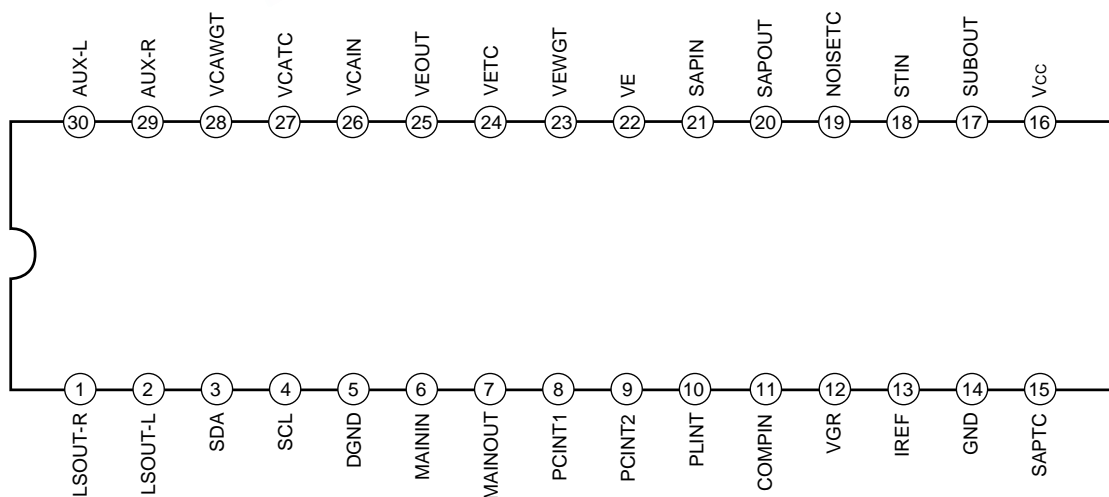 AUX-L AUX-R VCAWGT VCATC VCAIN VEOUT VETC VEWGT VE SAPIN SAPOUT NOISETC STIN SUBOUT Vcc
30 29 28 27 26 25 24 23 22 21 20 19 18 17 16
1 2 3 4 5 6 7 8 9 10 11 12 13 14 15
LSOUT-R LSOUT-L SDA SCL DGND MAININ MAINOUT PCINT1 PCINT2 PLINT COMPIN VGR IREF GND SAPTC